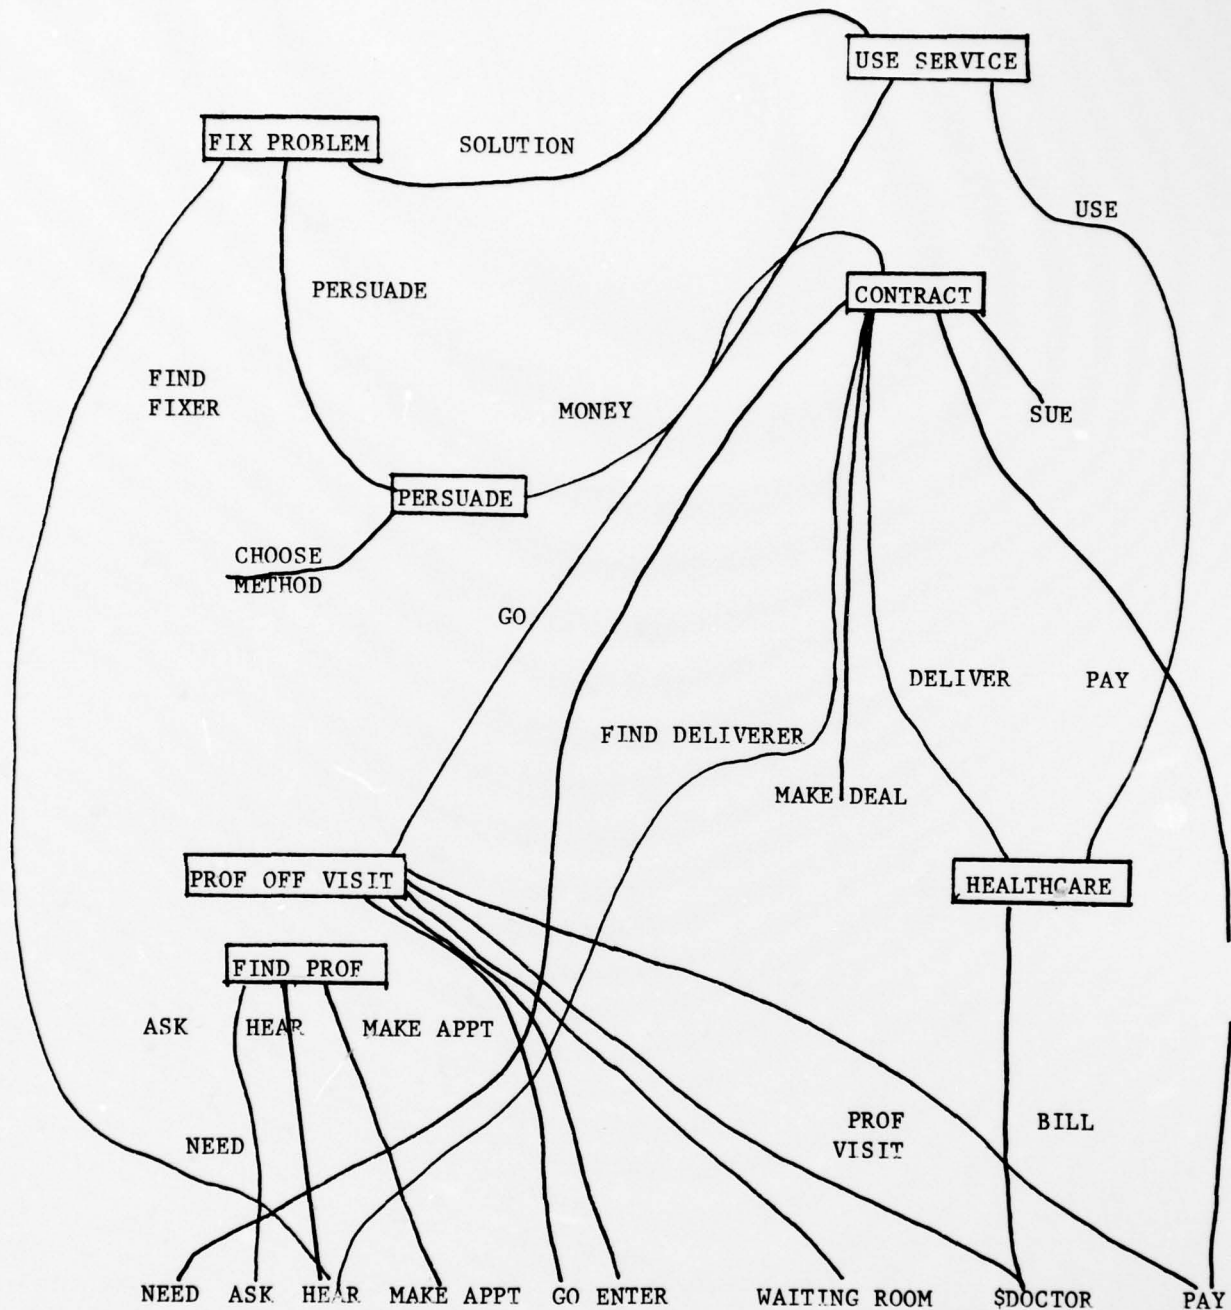 USE SERVICE
FIX PROBLEM
SOLUTION
USE
PERSUADE
CONTRACT
FIND
FIXER
MONEY
SUE
PERSUADE
CHOOSE
METHOD
GO
DELIVER
PAY
FIND DELIVERER
MAKE DEAL
PROF OFF VISIT
HEALTHCARE
FIND PROF
ASK
HEAR
MAKE APPT
PROF
VISIT
BILL
NEED
NEED
ASK
HEAR
MAKE APPT
GO
ENTER
WAITING ROOM
$DOCTOR
PAY